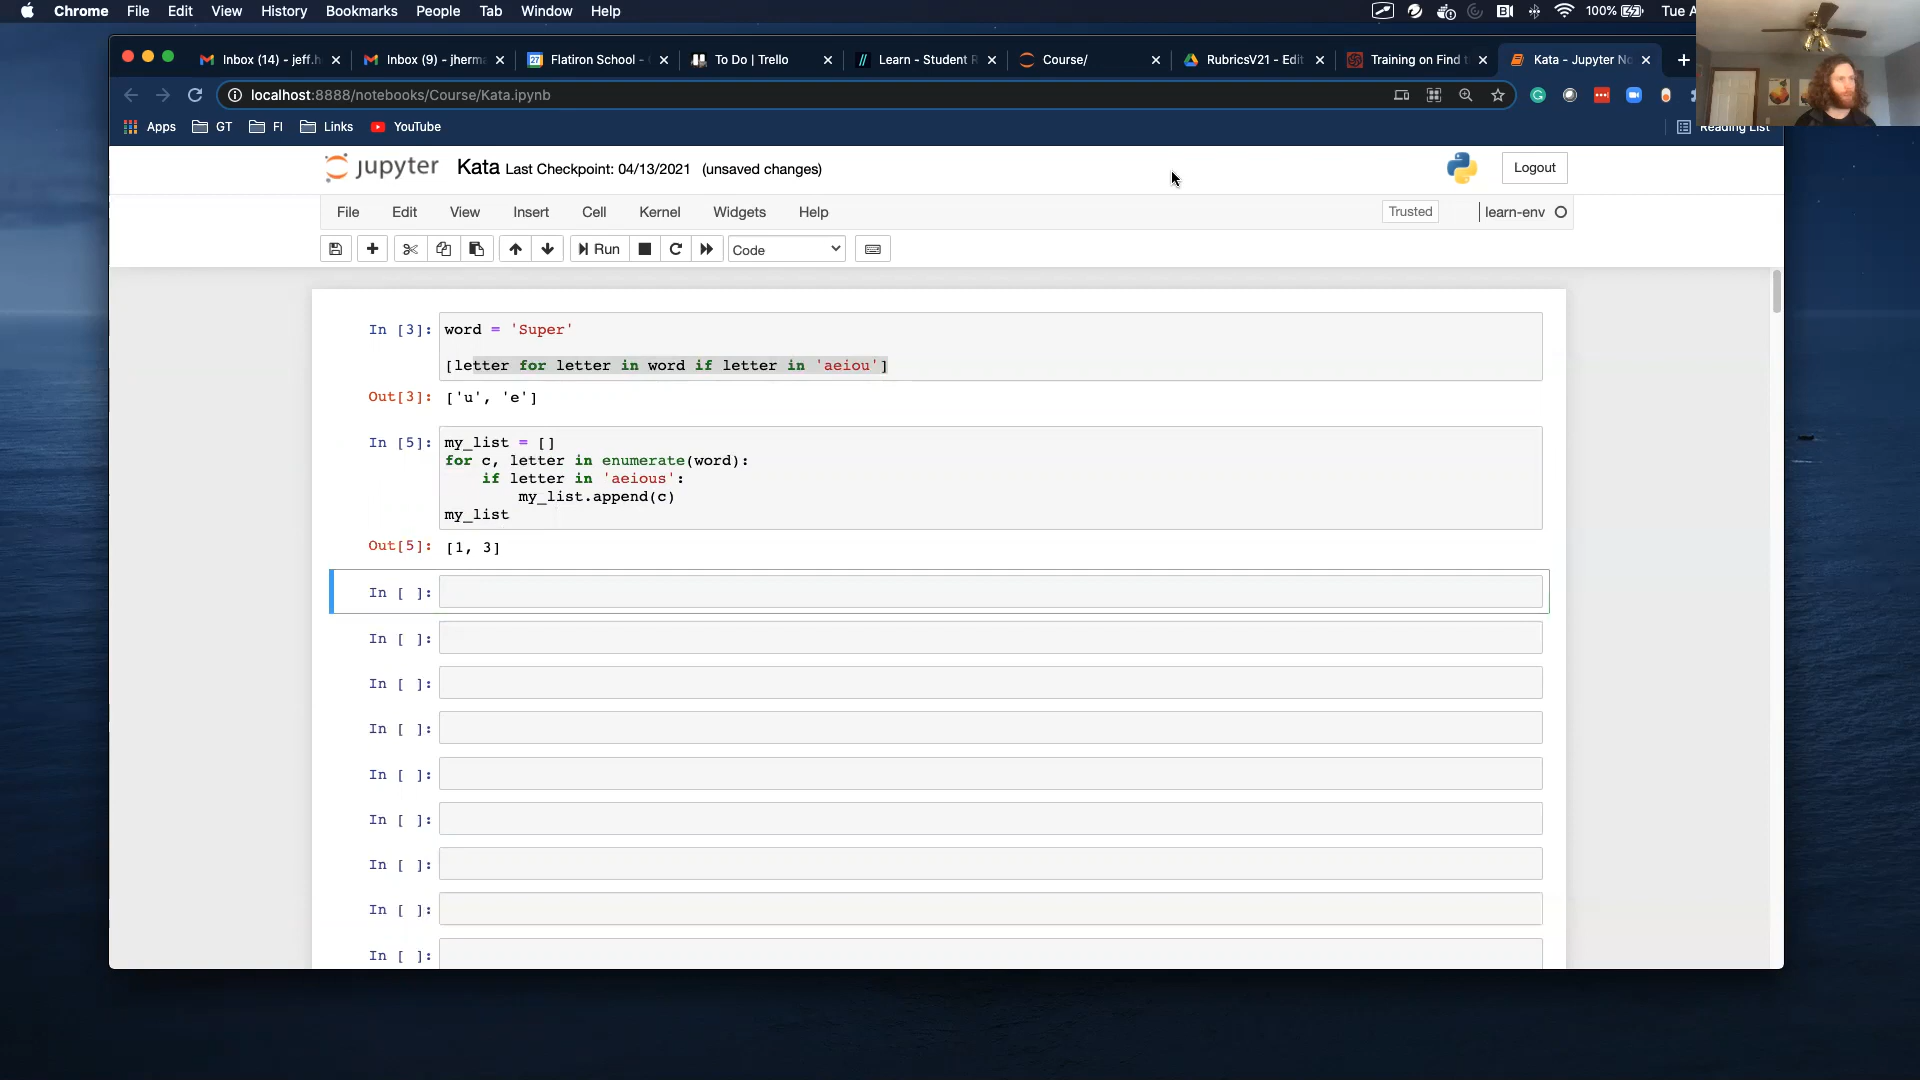 Chrome File Edit View History Bookmarks People Tab Window Help 100% Tue A
Inbox (14) - jeff.h Inbox (9) - jherm Flatiron School - To Do | Trello Learn - Student R Course/ RubricsV21 - Edit Training on Find t Kata - Jupyter No
localhost:8888/notebooks/Course/Kata.ipynb
Apps GT FI Links YouTube Reading List
jupyter Kata Last Checkpoint: 04/13/2021 (unsaved changes) Logout
File Edit View Insert Cell Kernel Widgets Help Trusted learn-env
Run Code
In [3]: word = 'Super'
[letter for letter in word if letter in 'aeiou']
Out[3]: ['u', 'e']
In [5]: my_list = []
for c, letter in enumerate(word):
if letter in 'aeious':
my_list.append(c)
my_list
Out[5]: [1, 3]
In [ ]:
In [ ]:
In [ ]:
In [ ]:
In [ ]:
In [ ]:
In [ ]:
In [ ]:
In [ ]: